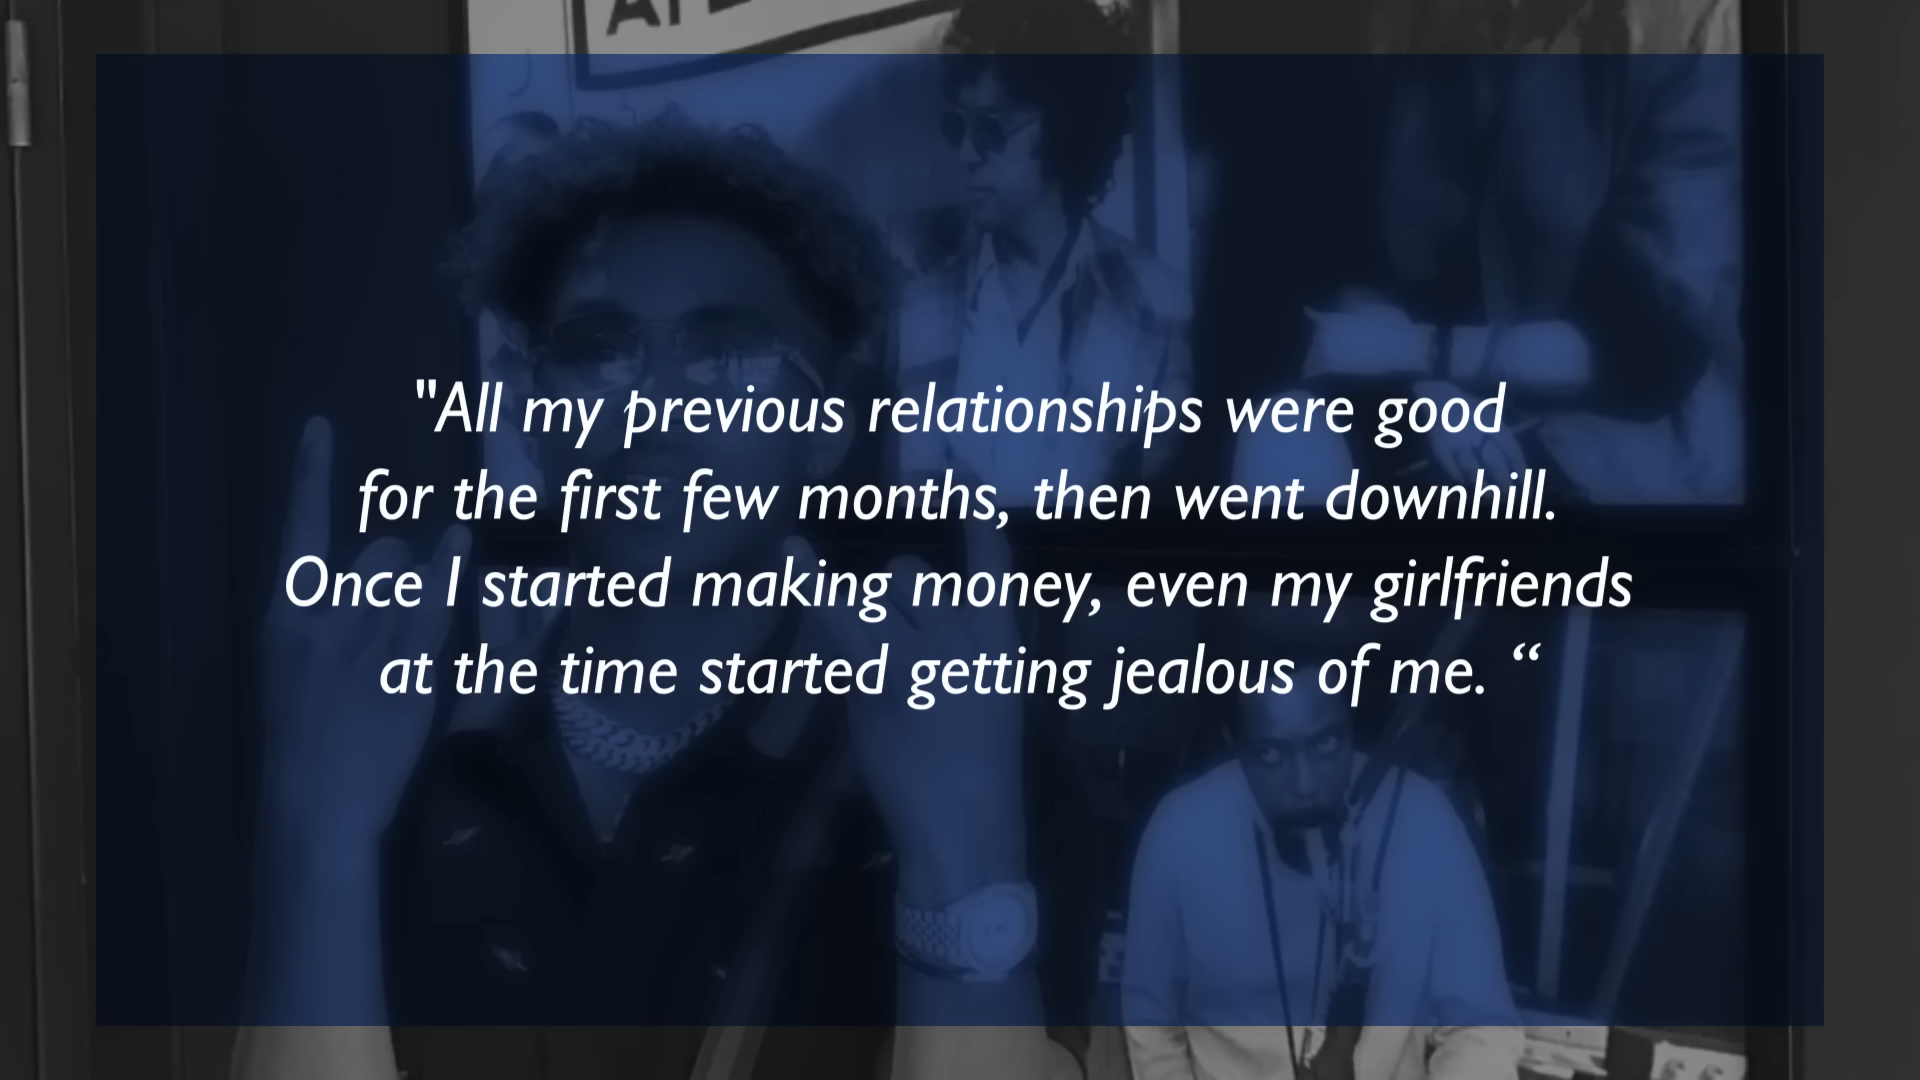 "All my previous relationships were good
for the first few months, then went downhill.
Once I started making money, even my girlfriends
at the time started getting jealous of me. “